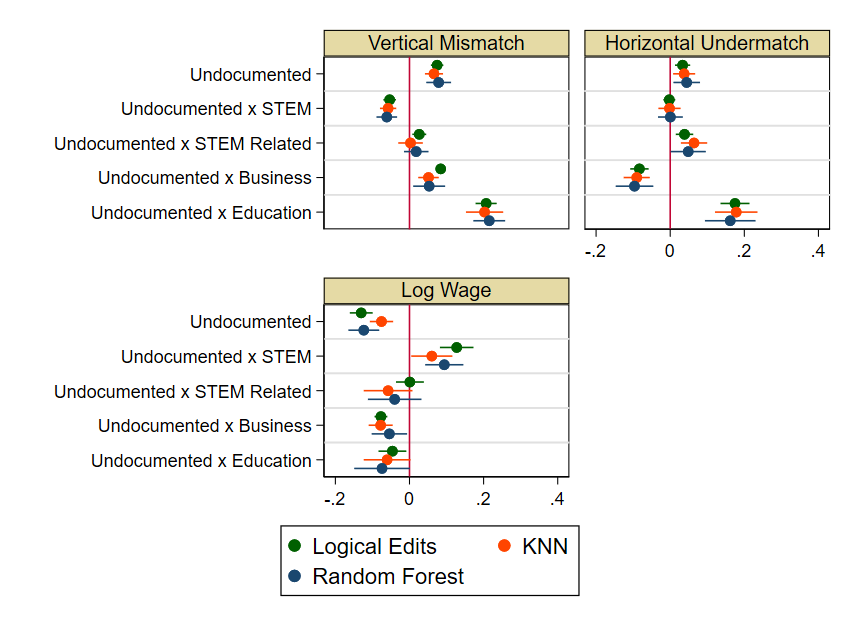 Vertical Mismatch
Horizontal Undermatch
Undocumented
Undocumented x STEM
Undocumented x STEM Related
Undocumented x Business
Undocumented x Education
-.2 0 .2 .4
Log Wage
Undocumented
Undocumented x STEM
Undocumented x STEM Related
Undocumented x Business
Undocumented x Education
-.2 0 .2 .4
Logical Edits KNN
Random Forest